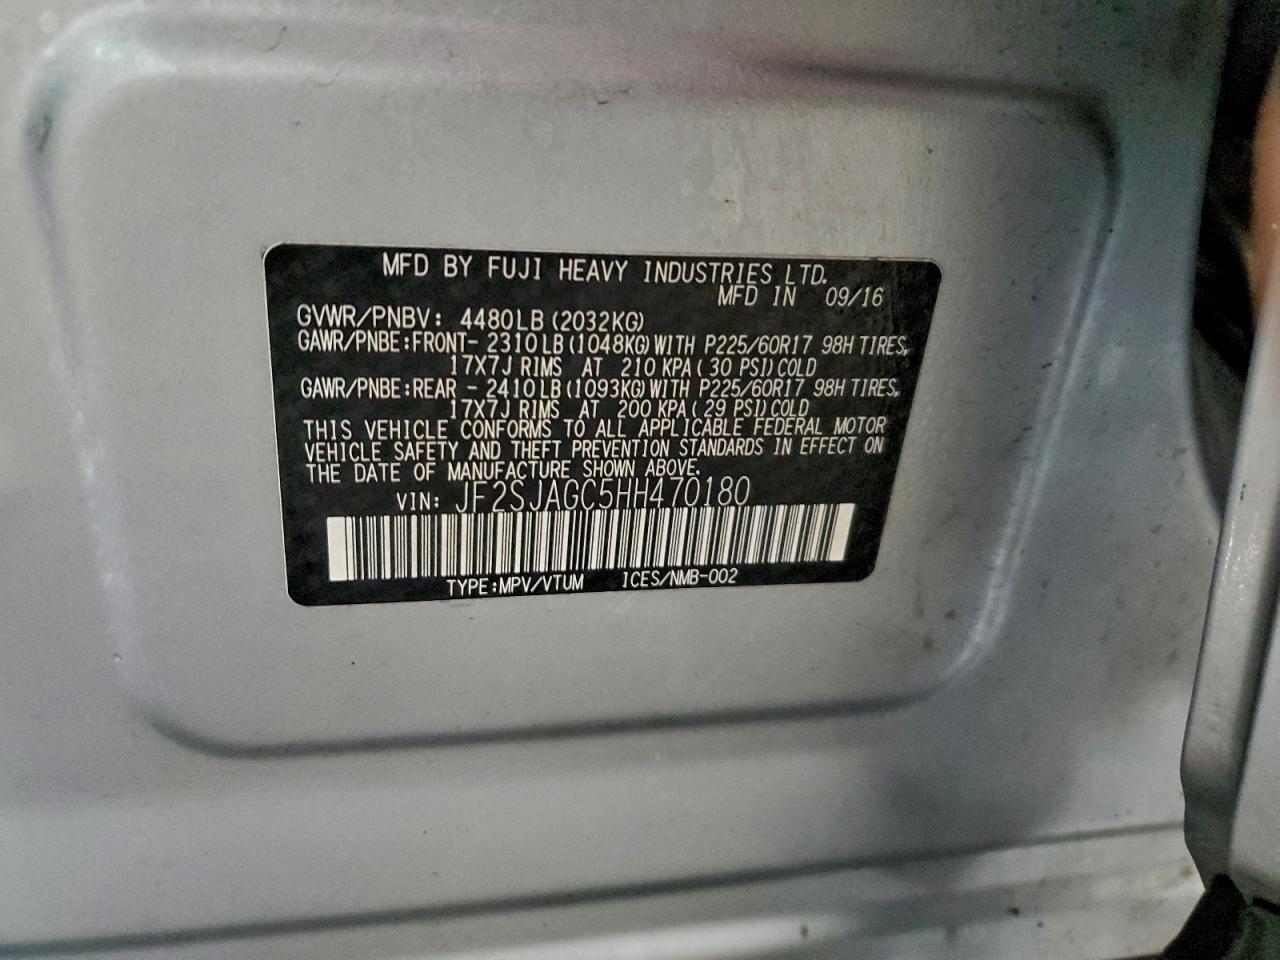 MFD BY FUJI HEAVY INDUSTRIES LTD.
MFD IN 09/16
GVWR/PNBV: 4480LB (2032KG)
GAWR/PNBE:FRONT- 2310LB (1048KG) WITH P225/60R17 98H TIRES,
17X7J RIMS AT 210 KPA( 30 PSI) COLD
GAWR/PNBE:REAR - 2410LB (1093KG) WITH P225/60R17 98H TIRES,
17X7J RIMS AT 200 KPA( 29 PSI) COLD
THIS VEHICLE CONFORMS TO ALL APPLICABLE FEDERAL MOTOR
VEHICLE SAFETY AND THEFT PREVENTION STANDARDS IN EFFECT ON
THE DATE OF MANUFACTURE SHOWN ABOVE.
VIN: JF2SJAGC5HH470180
TYPE:MPV/VTUM ICES/NMB-002